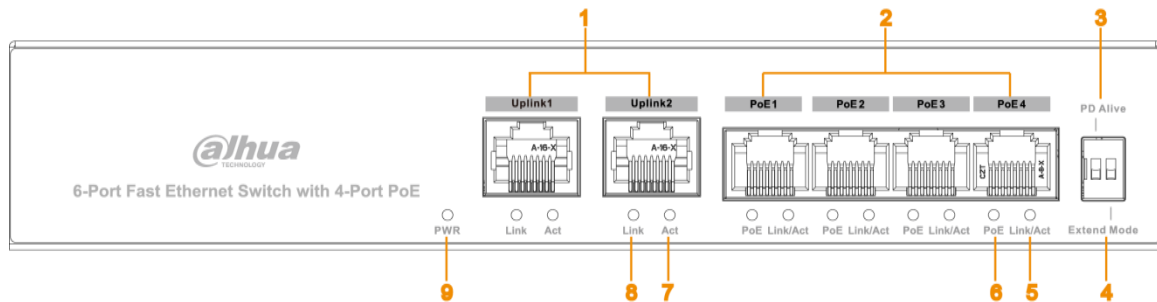 1 2 3
Uplink1 Uplink2 PoE1 PoE2 PoE3 PoE4 PD Alive
A-16-X A-16-X CZT A-8-X
alhua
TECHNOLOGY
6-Port Fast Ethernet Switch with 4-Port PoE
PWR Link Act Link Act PoE Link/Act PoE Link/Act PoE Link/Act PoE Link/Act Extend Mode
9 8 7 6 5 4